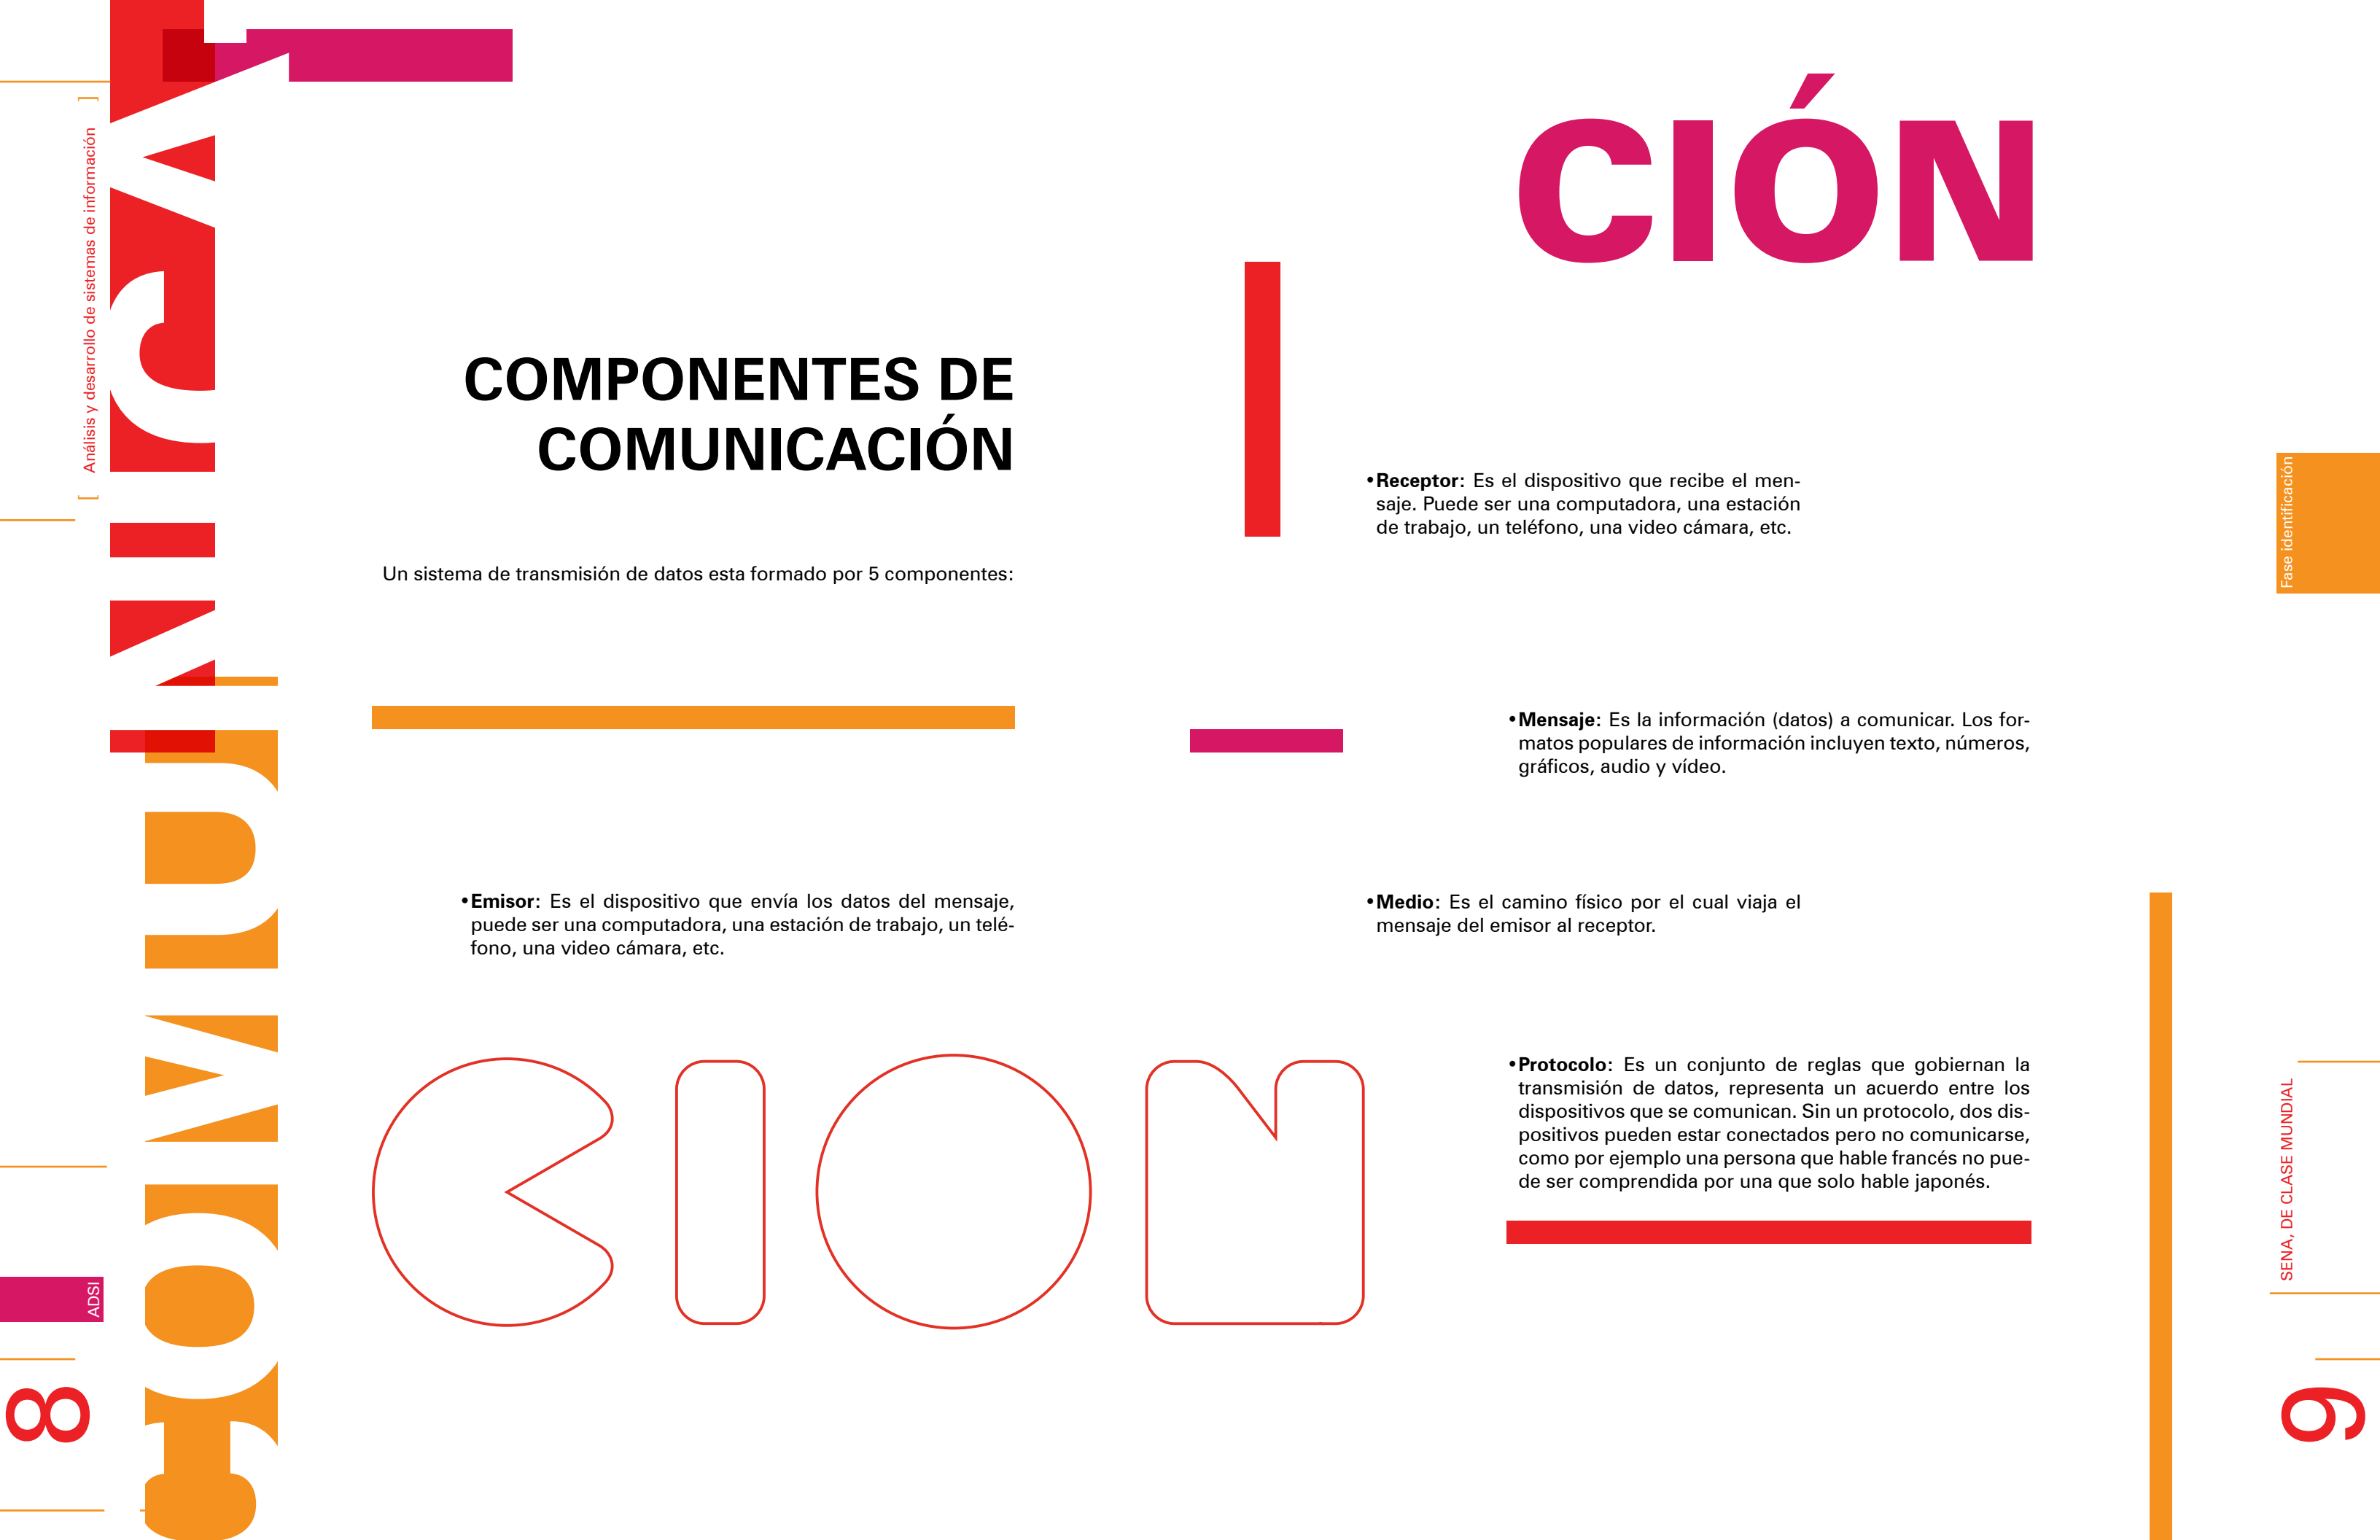 [ Análisis y desarrollo de sistemas de información ]
COMUNICA
ADSI
8
COMPONENTES DE
COMUNICACIÓN
Un sistema de transmisión de datos esta formado por 5 componentes:
•Emisor: Es el dispositivo que envía los datos del mensaje,
puede ser una computadora, una estación de trabajo, un telé-
fono, una video cámara, etc.
CION
CIÓN
•Receptor: Es el dispositivo que recibe el men-
saje. Puede ser una computadora, una estación
de trabajo, un teléfono, una video cámara, etc.
•Mensaje: Es la información (datos) a comunicar. Los for-
matos populares de información incluyen texto, números,
gráficos, audio y vídeo.
•Medio: Es el camino físico por el cual viaja el
mensaje del emisor al receptor.
•Protocolo: Es un conjunto de reglas que gobiernan la
transmisión de datos, representa un acuerdo entre los
dispositivos que se comunican. Sin un protocolo, dos dis-
positivos pueden estar conectados pero no comunicarse,
como por ejemplo una persona que hable francés no pue-
de ser comprendida por una que solo hable japonés.
Fase identificación
SENA, DE CLASE MUNDIAL
9